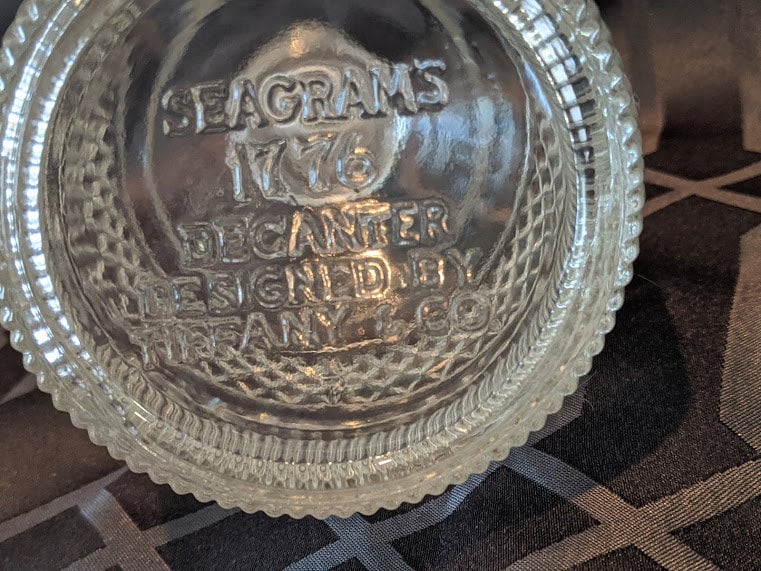 SEAGRAMS
1776
DECANTER
DESIGNED BY
TIFFANY & CO.